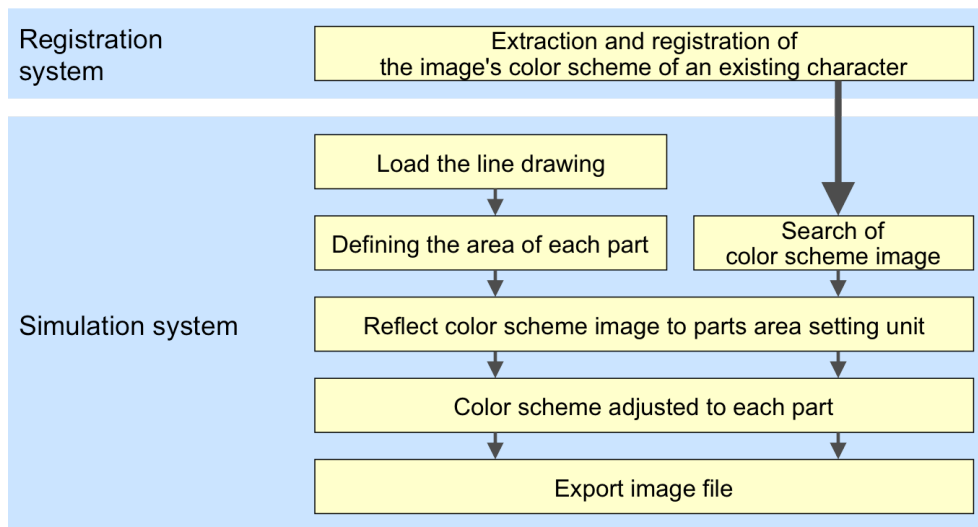 Registration
system
Extraction and registration of
the image's color scheme of an existing character
Load the line drawing
Defining the area of each part
Search of
color scheme image
Simulation system
Reflect color scheme image to parts area setting unit
Color scheme adjusted to each part
Export image file